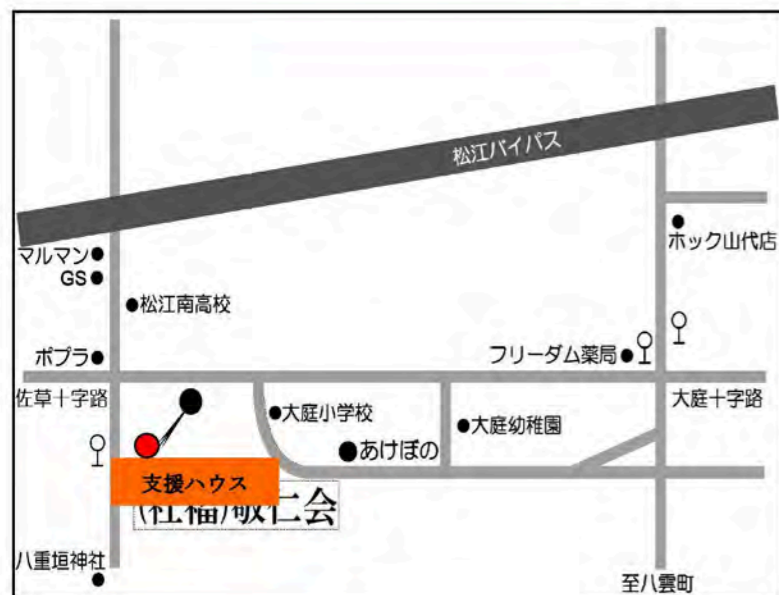 松江バイパス
マルマン
GS
松江南高校
ホック山代店
ポプラ
フリーダム薬局
佐草十字路
大庭十字路
大庭小学校
あけぼの
大庭幼稚園
支援ハウス
(社福)敬仁会
八重垣神社
至八雲町